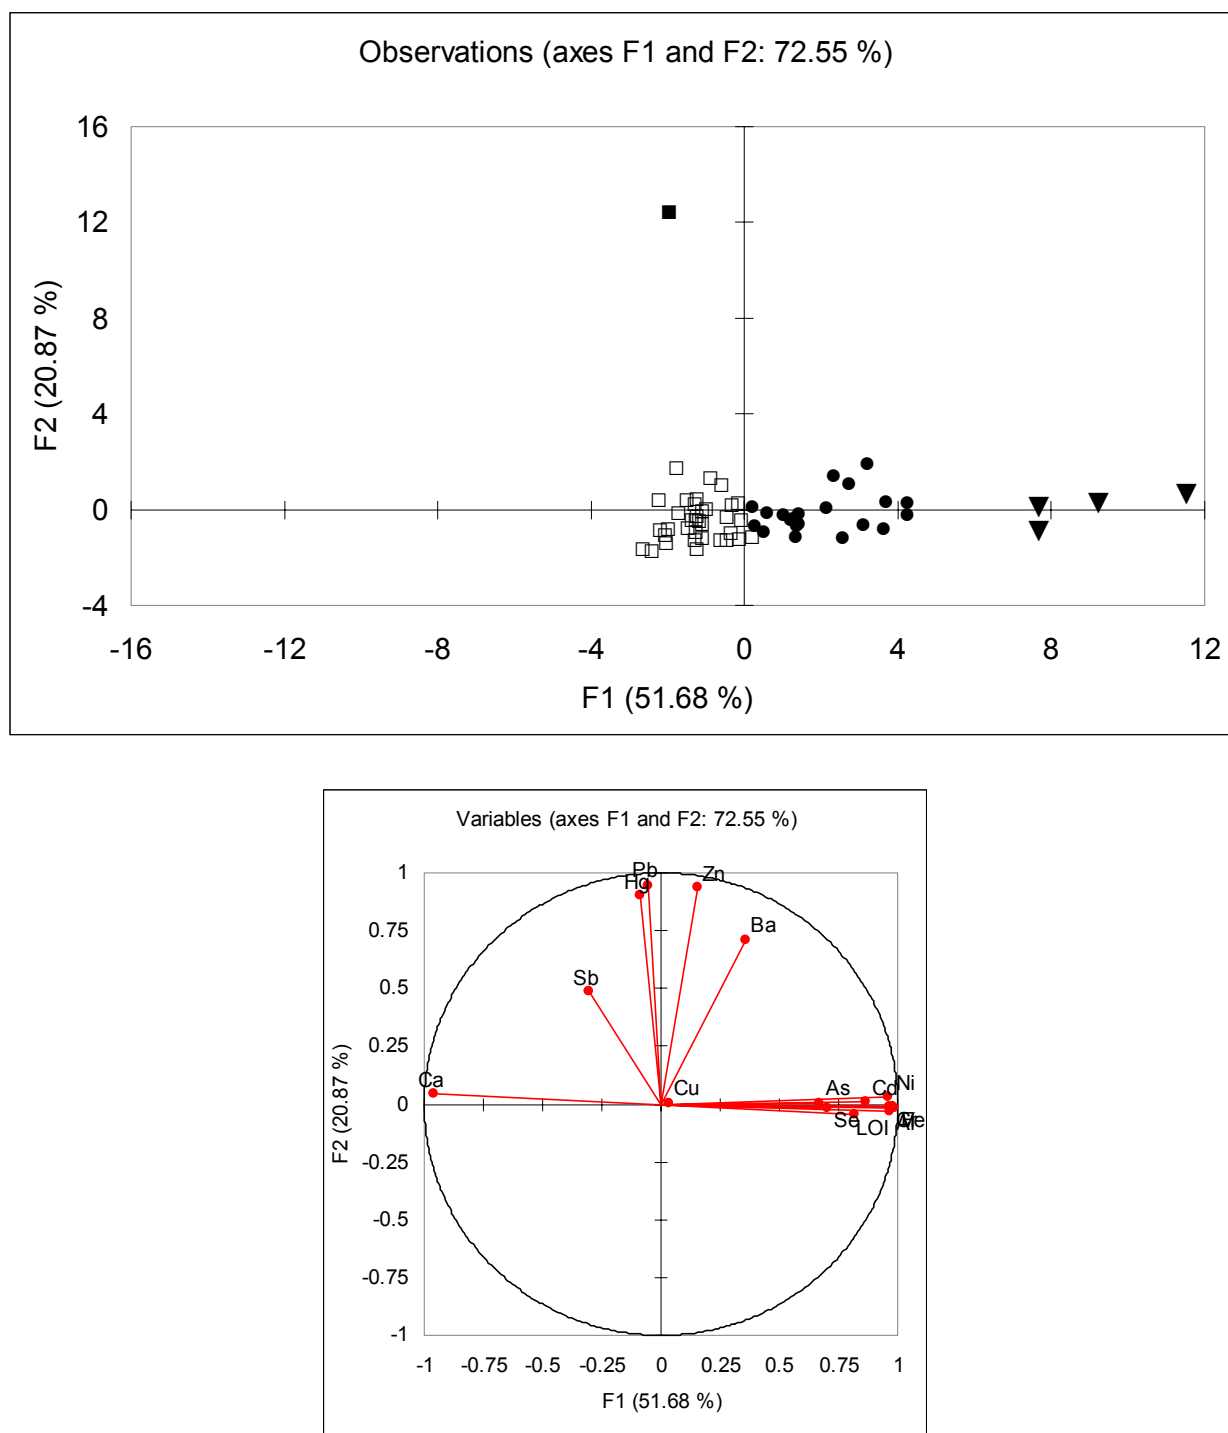 Observations (axes F1 and F2: 72.55 %)
16
12
8
4
0
-4
-16 -12 -8 -4 0 4 8 12
F2 (20.87 %)
F1 (51.68 %)
Variables (axes F1 and F2: 72.55 %)
Pb
Hg
Zn
Ba
Sb
Ca
Cu
As
Cd
Ni
Se
LOI
1
0.75
0.5
0.25
0
-0.25
-0.5
-0.75
-1
-1 -0.75 -0.5 -0.25 0 0.25 0.5 0.75 1
F2 (20.87 %)
F1 (51.68 %)